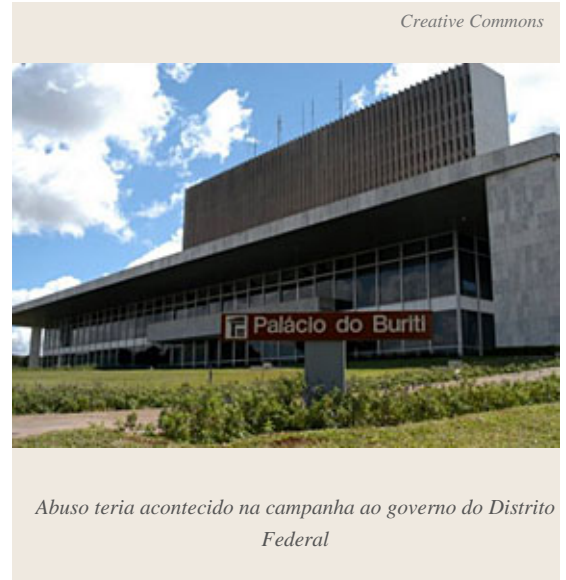 Creative Commons
Palácio do Buriti
Abuso teria acontecido na campanha ao governo do Distrito
Federal